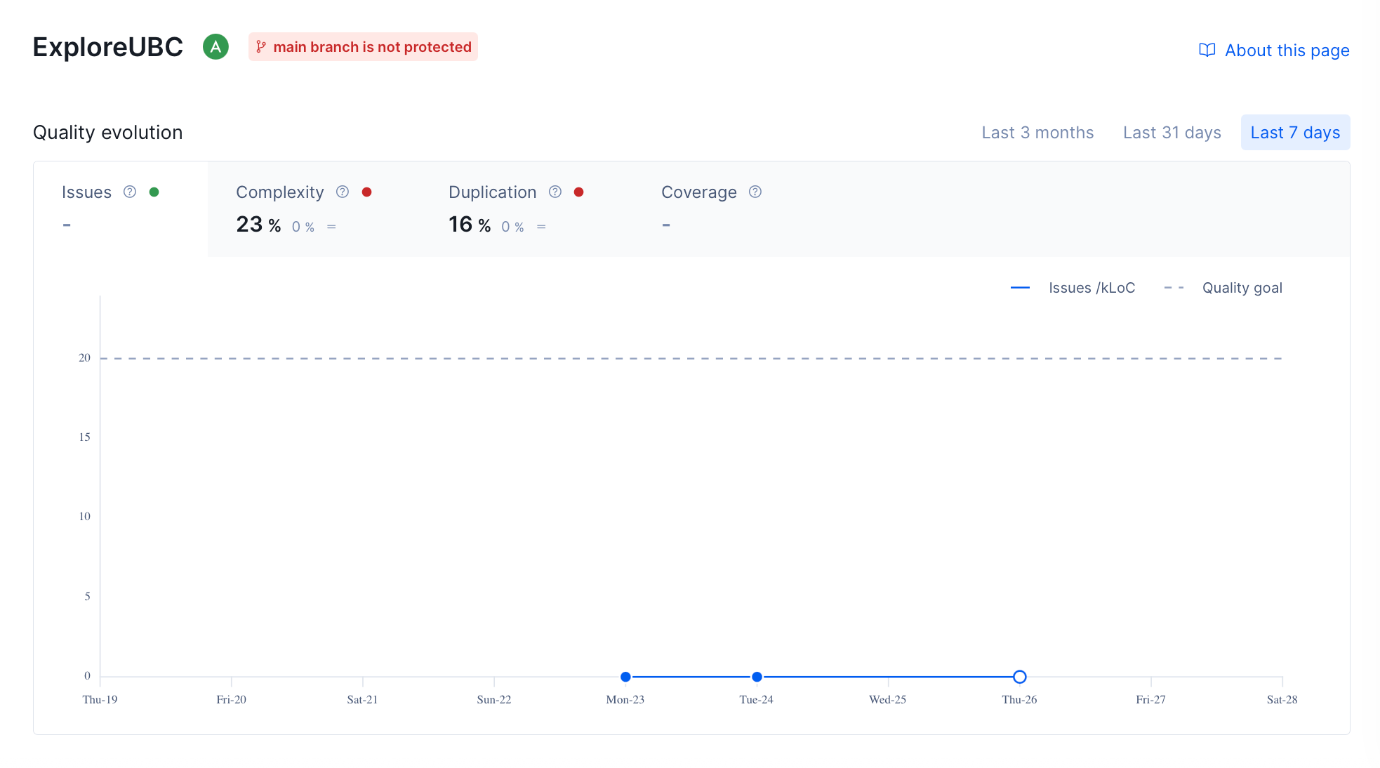 ExploreUBC A main branch is not protected About this page
Quality evolution Last 3 months Last 31 days Last 7 days
Issues ? Complexity ? Duplication ? Coverage ?
- 23 % 0 % = 16 % 0 % = -
Issues /kLoC Quality goal
20
15
10
5
0
Thu-19 Fri-20 Sat-21 Sun-22 Mon-23 Tue-24 Wed-25 Thu-26 Fri-27 Sat-28